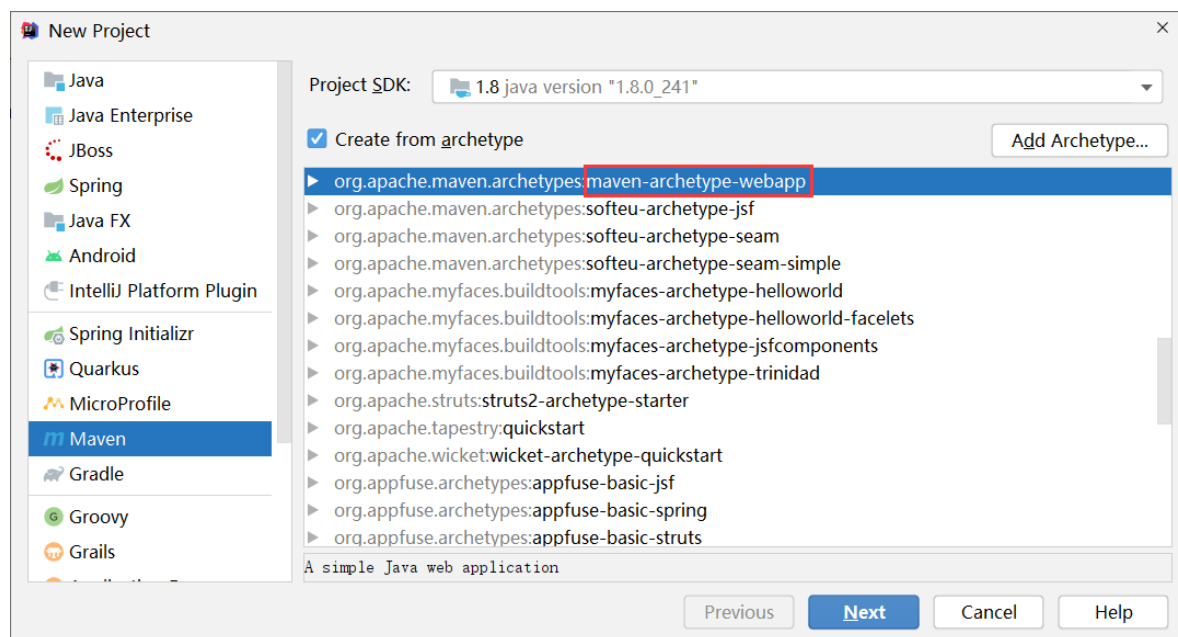 New Project
Java
Java Enterprise
JBoss
Spring
Java FX
Android
IntelliJ Platform Plugin
Spring Initializr
Quarkus
MicroProfile
Maven
Gradle
Groovy
Grails
Project SDK:
1.8 java version "1.8.0_241"
Create from archetype
Add Archetype...
org.apache.maven.archetypes:maven-archetype-webapp
org.apache.maven.archetypes:softeu-archetype-jsf
org.apache.maven.archetypes:softeu-archetype-seam
org.apache.maven.archetypes:softeu-archetype-seam-simple
org.apache.myfaces.buildtools:myfaces-archetype-helloworld
org.apache.myfaces.buildtools:myfaces-archetype-helloworld-facelets
org.apache.myfaces.buildtools:myfaces-archetype-jsfcomponents
org.apache.myfaces.buildtools:myfaces-archetype-trinidad
org.apache.struts:struts2-archetype-starter
org.apache.tapestry:quickstart
org.apache.wicket:wicket-archetype-quickstart
org.appfuse.archetypes:appfuse-basic-jsf
org.appfuse.archetypes:appfuse-basic-spring
org.appfuse.archetypes:appfuse-basic-struts
A simple Java web application
Previous
Next
Cancel
Help